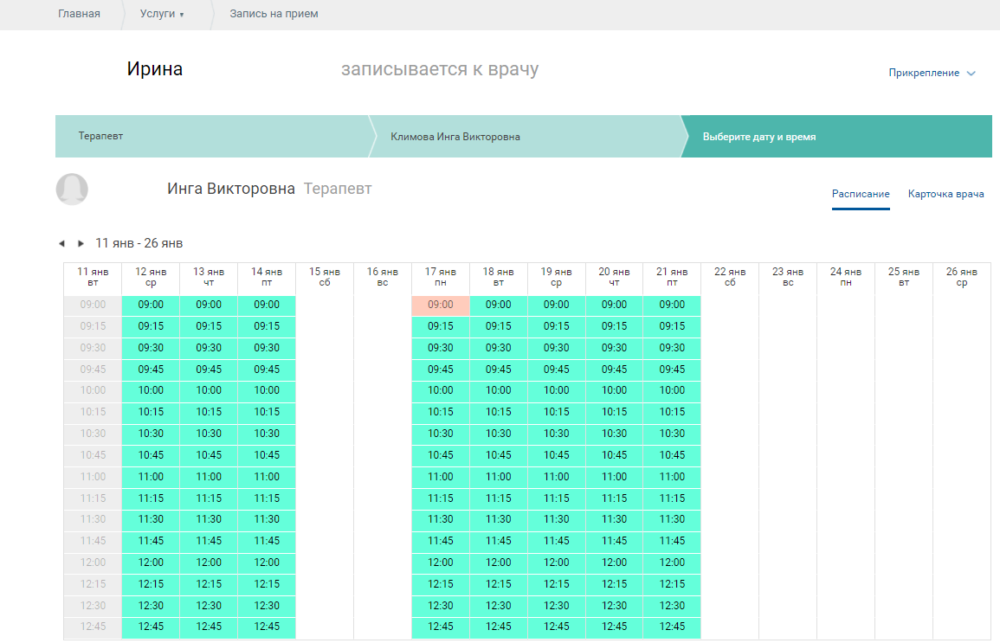 Главная Услуги ▾ Запись на прием
Ирина записывается к врачу Прикрепление
Терапевт Климова Инга Викторовна Выберите дату и время
Инга Викторовна Терапевт Расписание Карточка врача
11 янв - 26 янв
11 янв 12 янв 13 янв 14 янв 15 янв 16 янв 17 янв 18 янв 19 янв 20 янв 21 янв 22 янв 23 янв 24 янв 25 янв 26 янв
вт ср чт пт сб вс пн вт ср чт пт сб вс пн вт ср
09:00 09:00 09:00 09:00 09:00 09:00 09:00 09:00 09:00
09:15 09:15 09:15 09:15 09:15 09:15 09:15 09:15 09:15
09:30 09:30 09:30 09:30 09:30 09:30 09:30 09:30 09:30
09:45 09:45 09:45 09:45 09:45 09:45 09:45 09:45 09:45
10:00 10:00 10:00 10:00 10:00 10:00 10:00 10:00 10:00
10:15 10:15 10:15 10:15 10:15 10:15 10:15 10:15 10:15
10:30 10:30 10:30 10:30 10:30 10:30 10:30 10:30 10:30
10:45 10:45 10:45 10:45 10:45 10:45 10:45 10:45 10:45
11:00 11:00 11:00 11:00 11:00 11:00 11:00 11:00 11:00
11:15 11:15 11:15 11:15 11:15 11:15 11:15 11:15 11:15
11:30 11:30 11:30 11:30 11:30 11:30 11:30 11:30 11:30
11:45 11:45 11:45 11:45 11:45 11:45 11:45 11:45 11:45
12:00 12:00 12:00 12:00 12:00 12:00 12:00 12:00 12:00
12:15 12:15 12:15 12:15 12:15 12:15 12:15 12:15 12:15
12:30 12:30 12:30 12:30 12:30 12:30 12:30 12:30 12:30
12:45 12:45 12:45 12:45 12:45 12:45 12:45 12:45 12:45